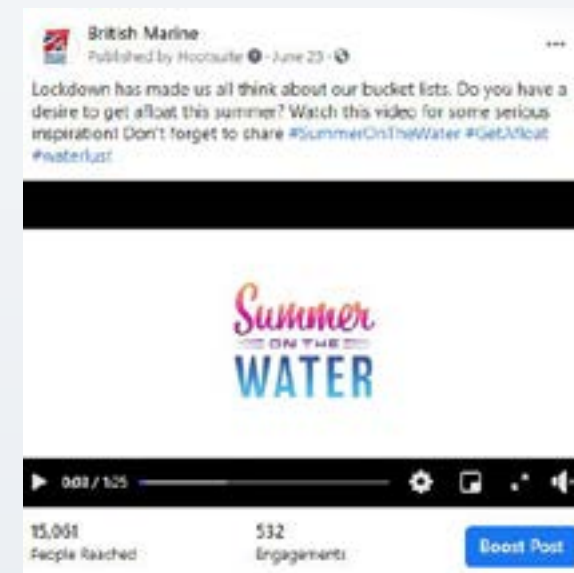 British Marine
Published by Hootsuite · June 23 ·
Lockdown has made us all think about our bucket lists. Do you have a
desire to get afloat this summer? Watch this video for some serious
inspiration! Don't forget to share #SummerOnTheWater #GetAfloat
#waterlust
Summer
ON THE
WATER
0:03 / 1:25
15,061
People Reached
532
Engagements
Boost Post